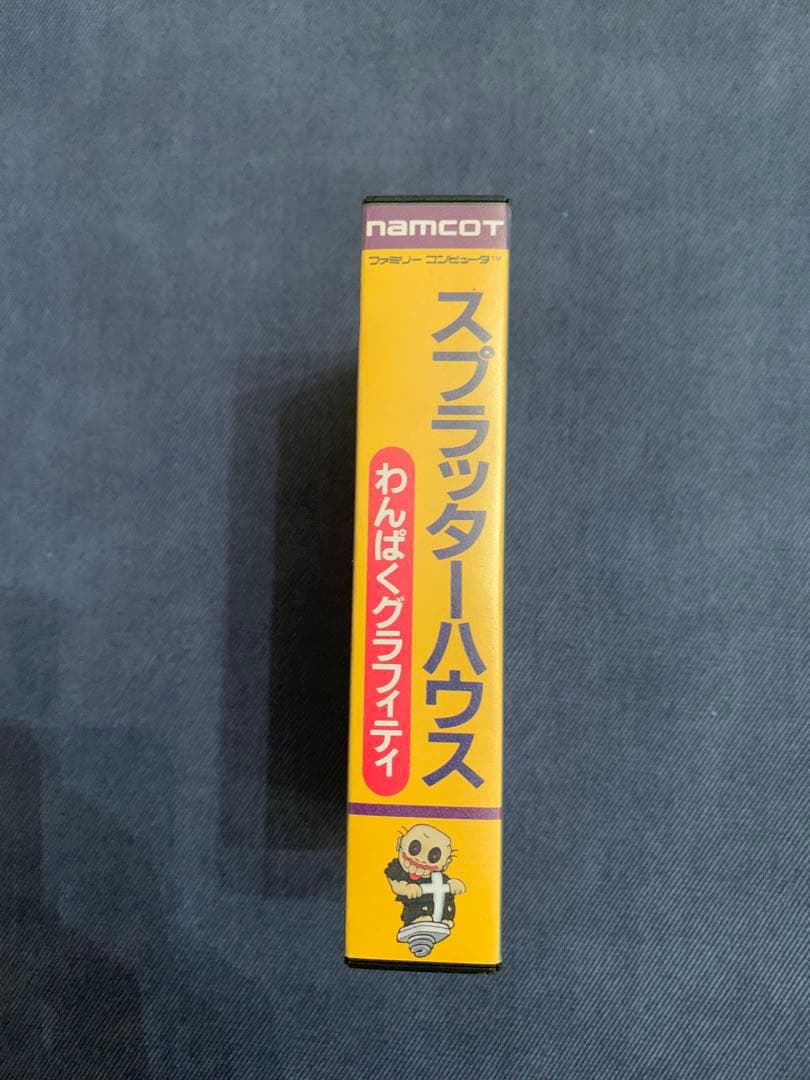 namcoT
ファミリー コンピュータ™
スプラッターハウス
わんぱくグラフィティ